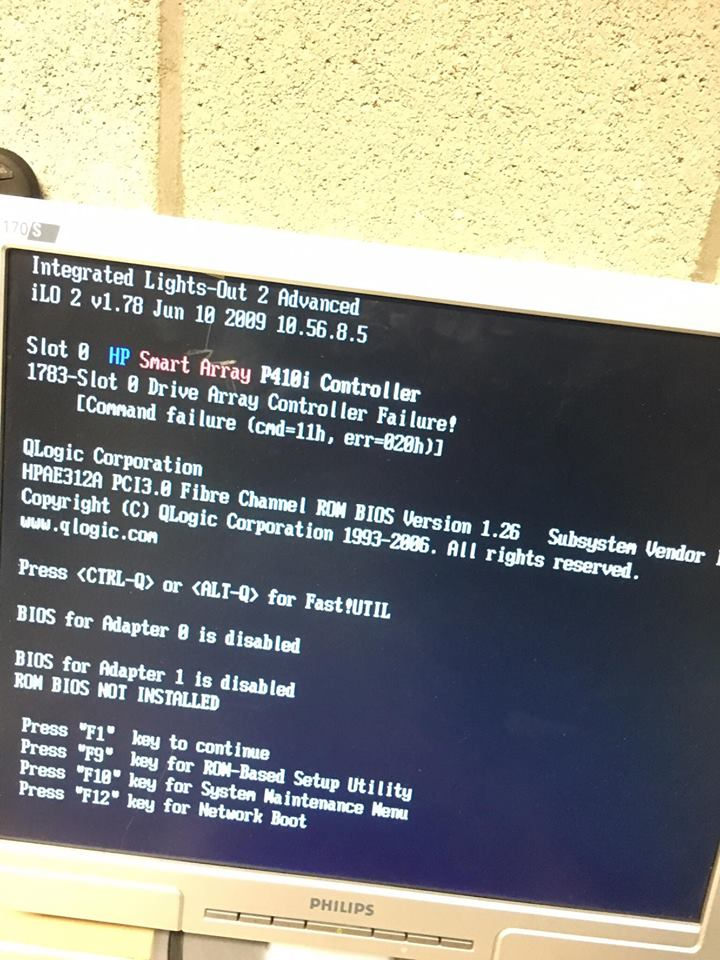 170S
Integrated Lights-Out 2 Advanced
iLO 2 v1.78 Jun 10 2009 10.56.8.5
Slot 0 HP Smart Array P410i Controller
1783-Slot 0 Drive Array Controller Failure!
[Command failure (cmd=11h, err=020h)]
QLogic Corporation
HPAE312A PCI3.0 Fibre Channel ROM BIOS Version 1.26 Subsystem Vendor
Copyright (C) QLogic Corporation 1993-2006. All rights reserved.
www.qlogic.com
Press <CTRL-Q> or <ALT-Q> for Fast!UTIL
BIOS for Adapter 0 is disabled
BIOS for Adapter 1 is disabled
ROM BIOS NOT INSTALLED
Press "F1" key to continue
Press "F9" key for ROM-Based Setup Utility
Press "F10" key for System Maintenance Menu
Press "F12" key for Network Boot
PHILIPS